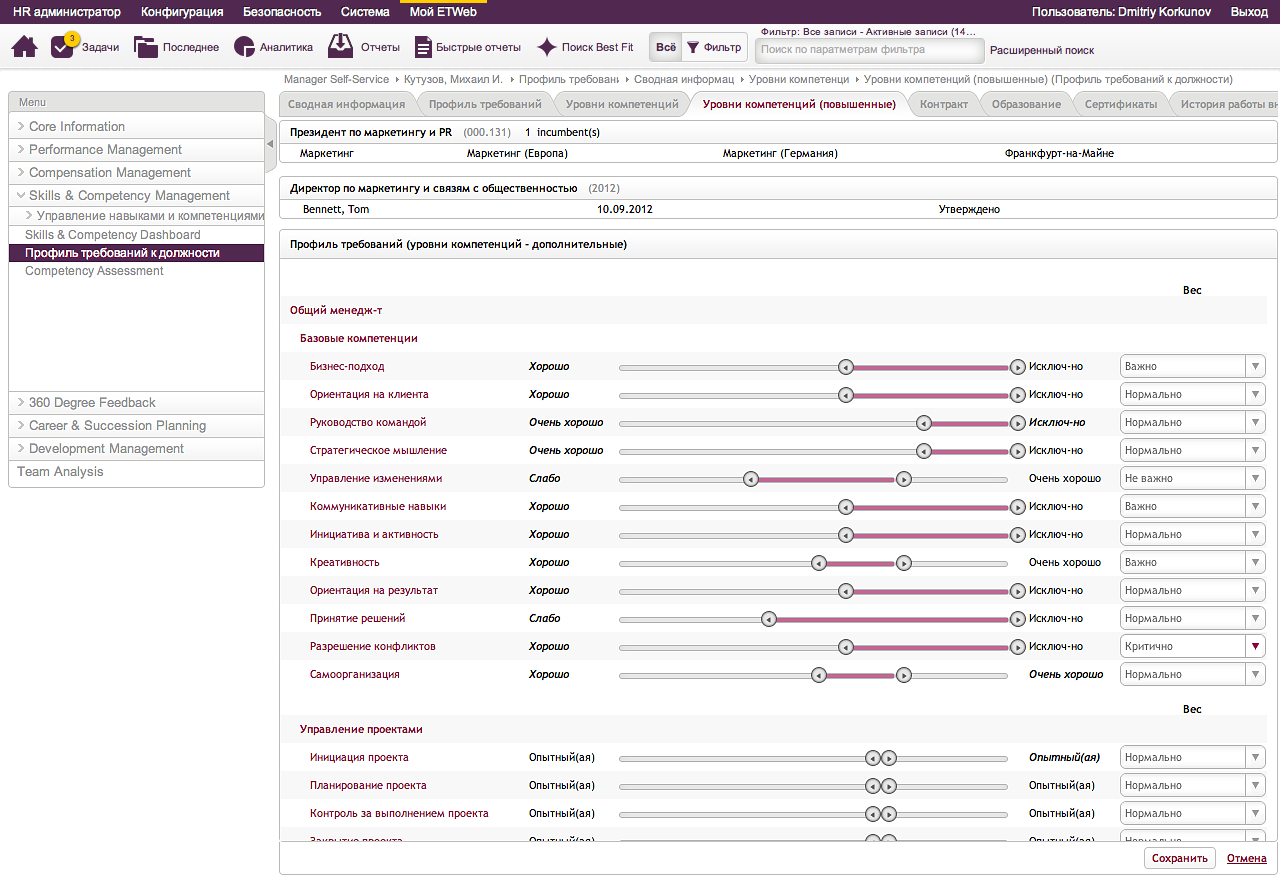 HR администратор Конфигурация Безопасность Система Мой ETWeb Пользователь: Dmitriy Korkunov Выход
3 Задачи Последнее Аналитика Отчеты Быстрые отчеты Поиск Best Fit Всё Фильтр
Фильтр: Все записи - Активные записи (14...
Поиск по паратметрам фильтра Расширенный поиск
Manager Self-Service Кутузов, Михаил И. Профиль требовани Сводная информац Уровни компетенци Уровни компетенций (повышенные) (Профиль требований к должности)
Сводная информация Профиль требований Уровни компетенций Уровни компетенций (повышенные) Контракт Образование Сертификаты История работы вн
Menu
Core Information
Performance Management
Compensation Management
Skills & Competency Management
Управление навыками и компетенциями
Skills & Competency Dashboard
Профиль требований к должности
Competency Assessment
360 Degree Feedback
Career & Succession Planning
Development Management
Team Analysis
Президент по маркетингу и PR (000.131) 1 incumbent(s)
Маркетинг Маркетинг (Европа) Маркетинг (Германия) Франкфурт-на-Майне
Директор по маркетингу и связям с общественностью (2012)
Bennett, Tom 10.09.2012 Утверждено
Профиль требований (уровни компетенций - дополнительные)
Вес
Общий менедж-т
Базовые компетенции
Бизнес-подход Хорошо Исключ-но Важно
Ориентация на клиента Хорошо Исключ-но Нормально
Руководство командой Очень хорошо Исключ-но Нормально
Стратегическое мышление Очень хорошо Исключ-но Нормально
Управление изменениями Слабо Очень хорошо Не важно
Коммуникативные навыки Хорошо Исключ-но Важно
Инициатива и активность Хорошо Исключ-но Нормально
Креативность Хорошо Очень хорошо Важно
Ориентация на результат Хорошо Исключ-но Нормально
Принятие решений Слабо Исключ-но Нормально
Разрешение конфликтов Хорошо Исключ-но Критично
Самоорганизация Хорошо Очень хорошо Нормально
Вес
Управление проектами
Инициация проекта Опытный(ая) Опытный(ая) Нормально
Планирование проекта Опытный(ая) Опытный(ая) Нормально
Контроль за выполнением проекта Опытный(ая) Опытный(ая) Нормально
Закрытие проекта Опытный(ая) Опытный(ая) Нормально
Сохранить Отмена